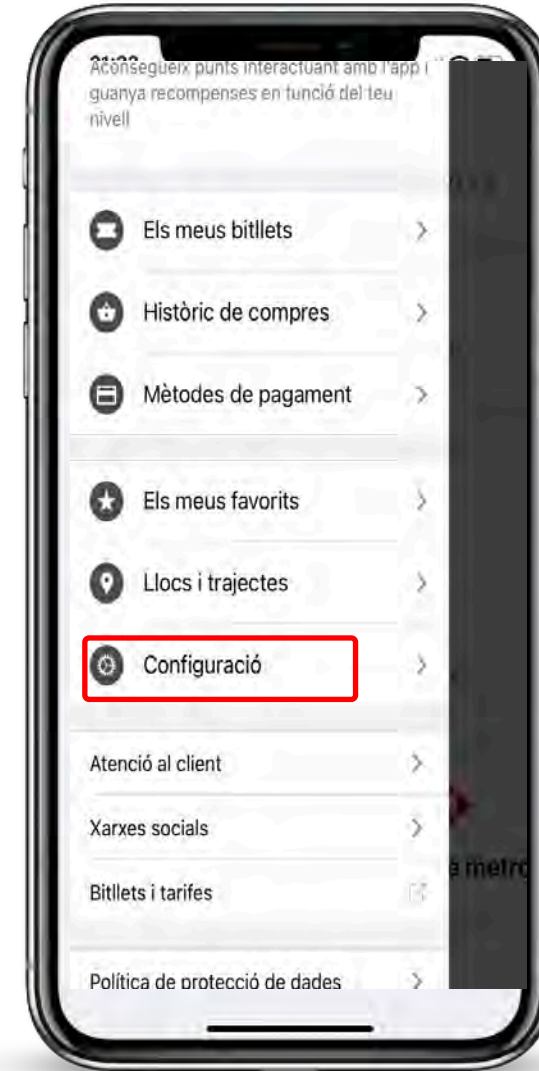 Aconsegueix punts interactuant amb l'app i
guanya recompenses en funció del teu
nivell
Els meus bitllets
Històric de compres
Mètodes de pagament
Els meus favorits
Llocs i trajectes
Configuració
Atenció al client
Xarxes socials
Bitllets i tarifes
metro
Política de protecció de dades